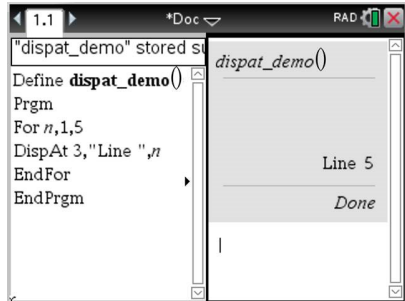 1.1 *Doc RAD
"dispat_demo" stored su
Define dispat_demo()
Prgm
For n,1,5
DispAt 3,"Line ",n
EndFor
EndPrgm
dispat_demo()
Line 5
Done